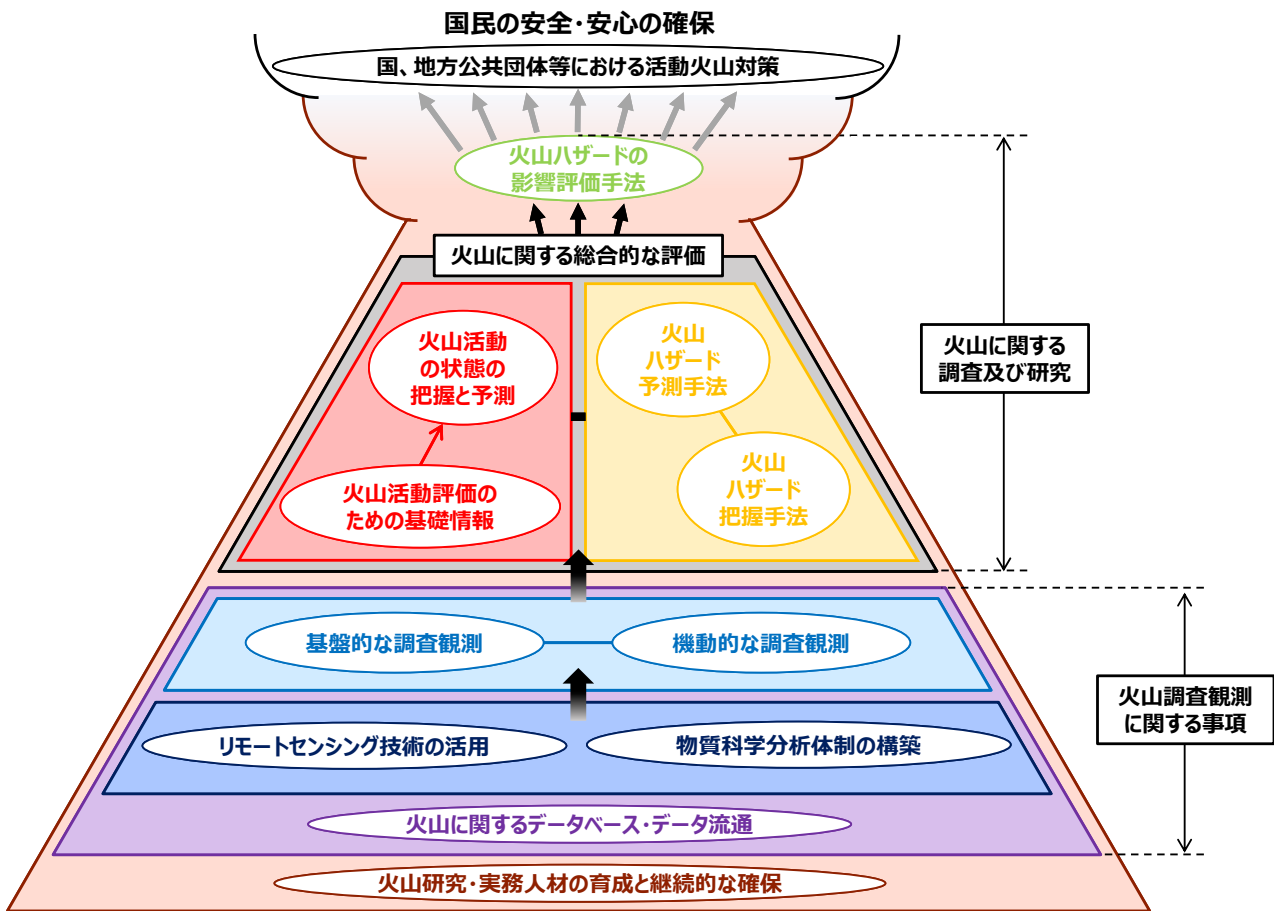 国民の安全・安心の確保
国、地方公共団体等における活動火山対策
火山ハザードの
影響評価手法
火山に関する総合的な評価
火山活動
の状態の
把握と予測
火山
ハザード
予測手法
火山活動評価の
ための基礎情報
火山
ハザード
把握手法
火山に関する
調査及び研究
基盤的な調査観測
機動的な調査観測
リモートセンシング技術の活用
物質科学分析体制の構築
火山に関するデータベース・データ流通
火山調査観測
に関する事項
火山研究・実務人材の育成と継続的な確保